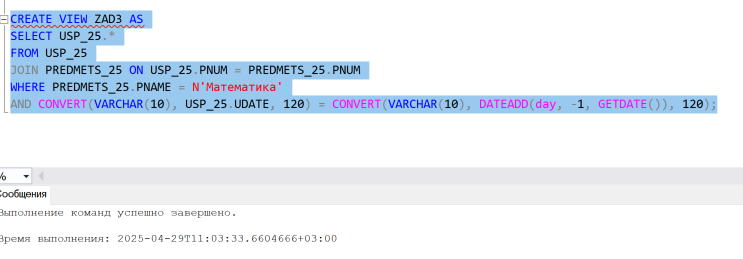 CREATE VIEW ZAD3 AS
SELECT USP_25.*
FROM USP_25
JOIN PREDMETS_25 ON USP_25.PNUM = PREDMETS_25.PNUM
WHERE PREDMETS_25.PNAME = N'Математика'
AND CONVERT(VARCHAR(10), USP_25.UDATE, 120) = CONVERT(VARCHAR(10), DATEADD(day, -1, GETDATE()), 120);
%
Сообщения
Выполнение команд успешно завершено.
Время выполнения: 2025-04-29T11:03:33.6604666+03:00